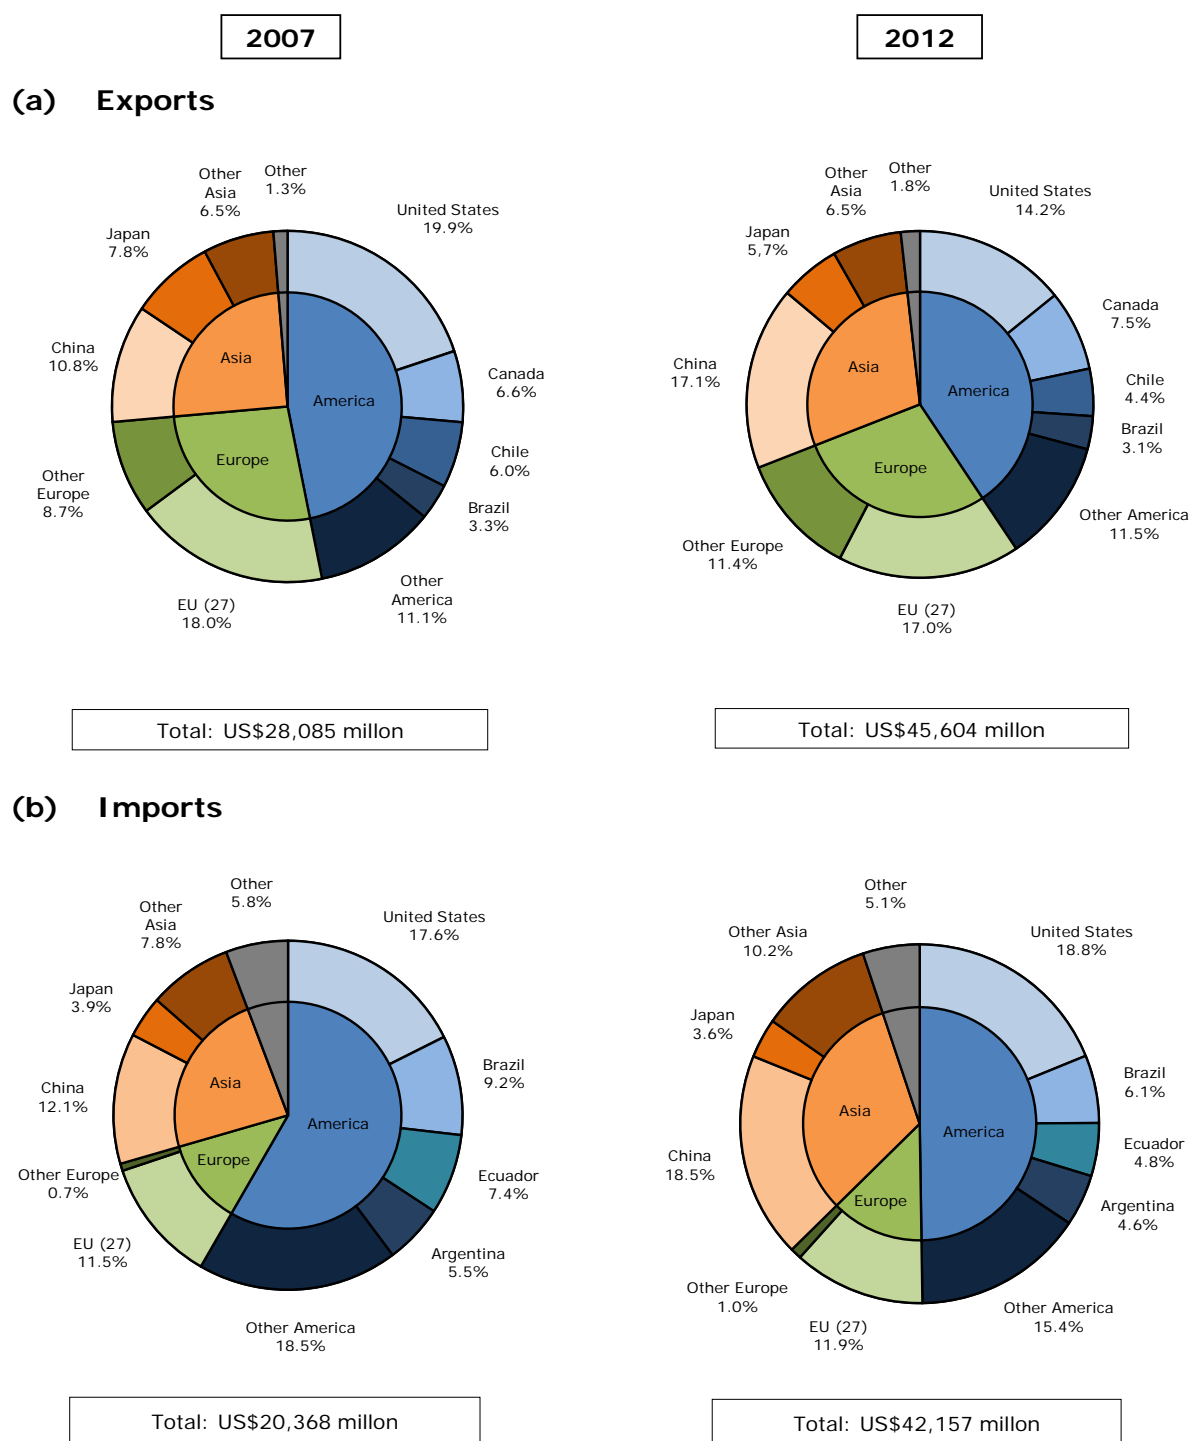 2007
2012
(a) Exports
Other
Asia
6.5%
Other
1.3%
United States
19.9%
Japan
7.8%
China
10.8%
Asia
America
Canada
6.6%
Europe
Chile
6.0%
Other
Europe
8.7%
Brazil
3.3%
Other
America
11.1%
EU (27)
18.0%
Other
Asia
6.5%
Other
1.8%
United States
14.2%
Japan
5,7%
Canada
7.5%
China
17.1%
Asia
America
Chile
4.4%
Brazil
3.1%
Europe
Other America
11.5%
Other Europe
11.4%
EU (27)
17.0%
Total: US$28,085 millon
Total: US$45,604 millon
(b) Imports
Other
5.8%
Other
Asia
7.8%
United States
17.6%
Japan
3.9%
China
12.1%
Asia
America
Brazil
9.2%
Other Europe
0.7%
Europe
Ecuador
7.4%
EU (27)
11.5%
Argentina
5.5%
Other America
18.5%
Other
5.1%
Other Asia
10.2%
United States
18.8%
Japan
3.6%
Brazil
6.1%
Asia
America
China
18.5%
Ecuador
4.8%
Europe
Argentina
4.6%
Other Europe
1.0%
EU (27)
11.9%
Other America
15.4%
Total: US$20,368 millon
Total: US$42,157 millon